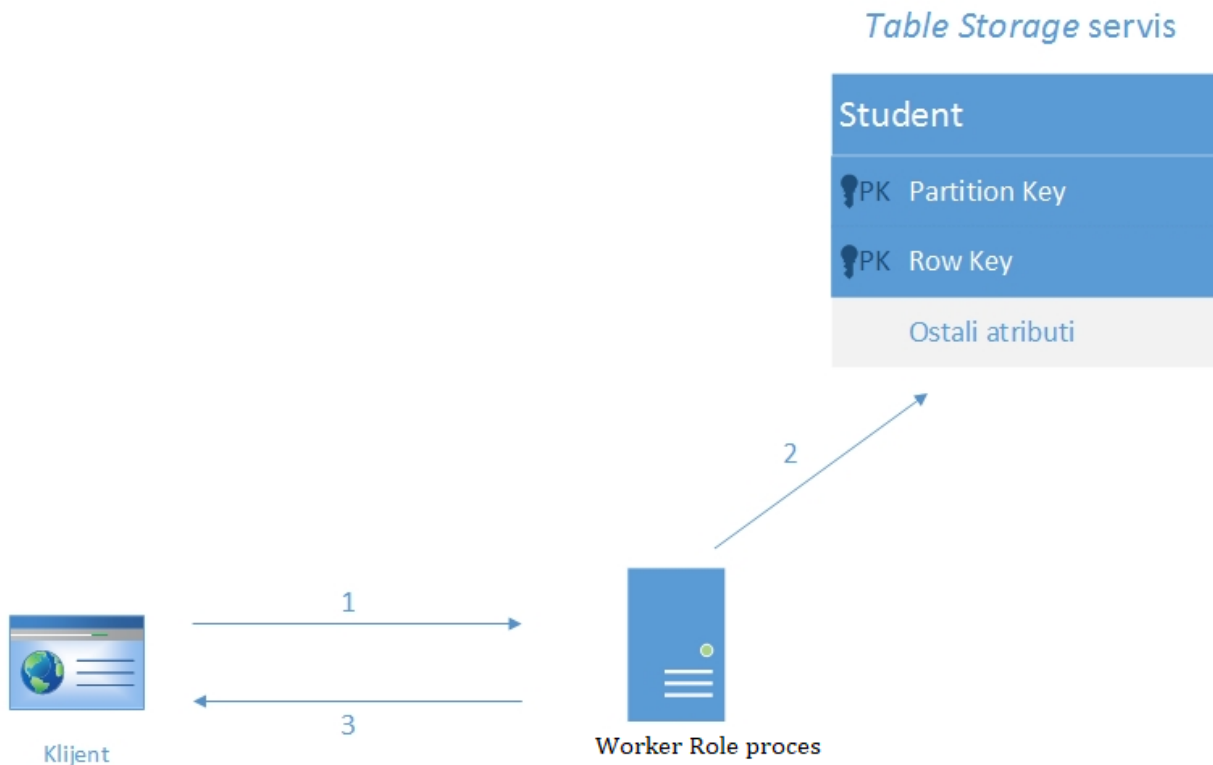 Table Storage servis
Student
PK Partition Key
PK Row Key
Ostali atributi
2
1
3
Klijent
Worker Role proces